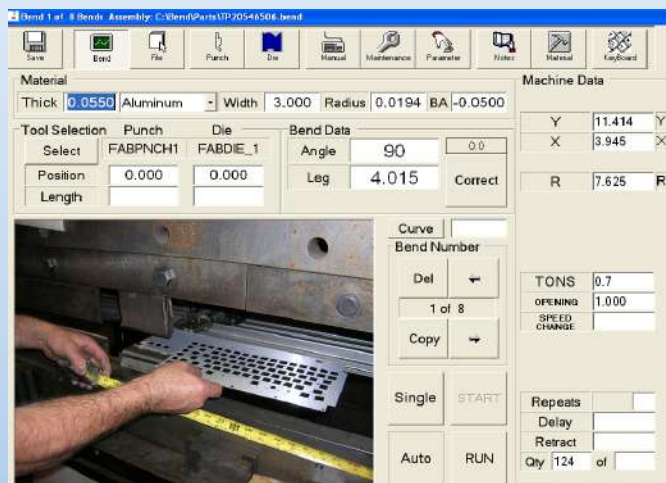 Bend 1 of 8 Bends Assembly: C:\Bend\Parts\TP20546506.bend
Save Bend File Punch Die Manual Maintenance Parameter Notes Material KeyBoard
Material
Thick 0.0550 Aluminum Width 3.000 Radius 0.0194 BA -0.0500
Tool Selection Punch Die
Select FABPNCH1 FABDIE_1
Position 0.000 0.000
Length
Bend Data
Angle 90 0.0
Leg 4.015 Correct
Curve
Bend Number
Del
1 of 8
Copy
Single START
Auto RUN
Machine Data
Y 11.414 Y
X 3.945 X
R 7.625 R
TONS 0.7
OPENING 1.000
SPEED
CHANGE
Repeats
Delay
Retract
Qty 124 of